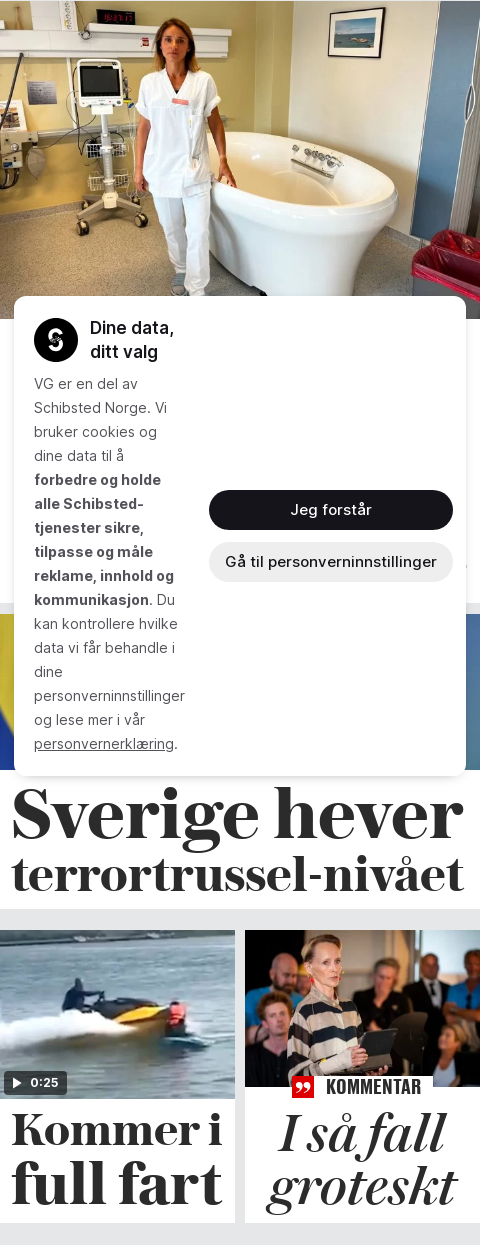 Dine data,
ditt valg
VG er en del av
Schibsted Norge. Vi
bruker cookies og
dine data til å
forbedre og holde
alle Schibsted-
tjenester sikre,
tilpasse og måle
reklame, innhold og
kommunikasjon. Du
kan kontrollere hvilke
data vi får behandle i
dine
personverninnstillinger
og lese mer i vår
personvernerklæring.
Jeg forstår
Gå til personverninnstillinger
Sverige hever
terrortrussel-nivået
0:25
Kommer i
full fart
KOMMENTAR
I så fall
groteskt